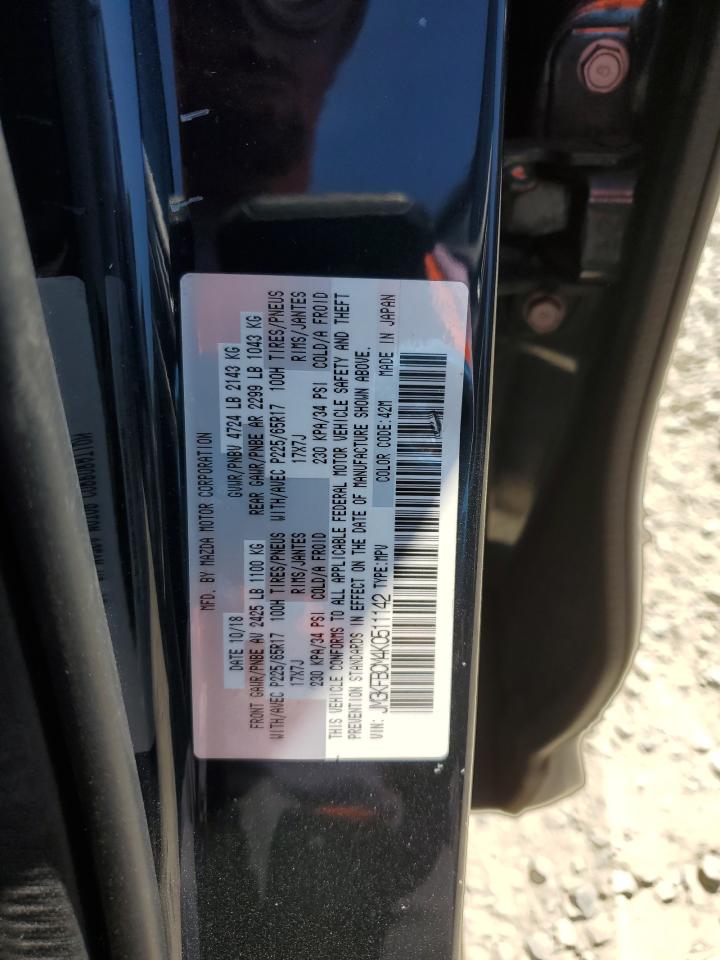 MFD. BY MAZDA MOTOR CORPORATION
DATE 10/18 GVWR/PNBV 4724 LB 2143 KG
FRONT GAWR/PNBE AV 2425 LB 1100 KG REAR GAWR/PNBE AR 2299 LB 1043 KG
WITH/AVEC P225/65R17 100H TIRES/PNEUS WITH/AVEC P225/65R17 100H TIRES/PNEUS
17X7J RIMS/JANTES 17X7J RIMS/JANTES
230 KPA/34 PSI COLD/A FROID 230 KPA/34 PSI COLD/A FROID
THIS VEHICLE CONFORMS TO ALL APPLICABLE FEDERAL MOTOR VEHICLE SAFETY AND THEFT
PREVENTION STANDARDS IN EFFECT ON THE DATE OF MANUFACTURE SHOWN ABOVE.
VIN: JM3KFBCM4K0511142 TYPE:MPV COLOR CODE:42M MADE IN JAPAN